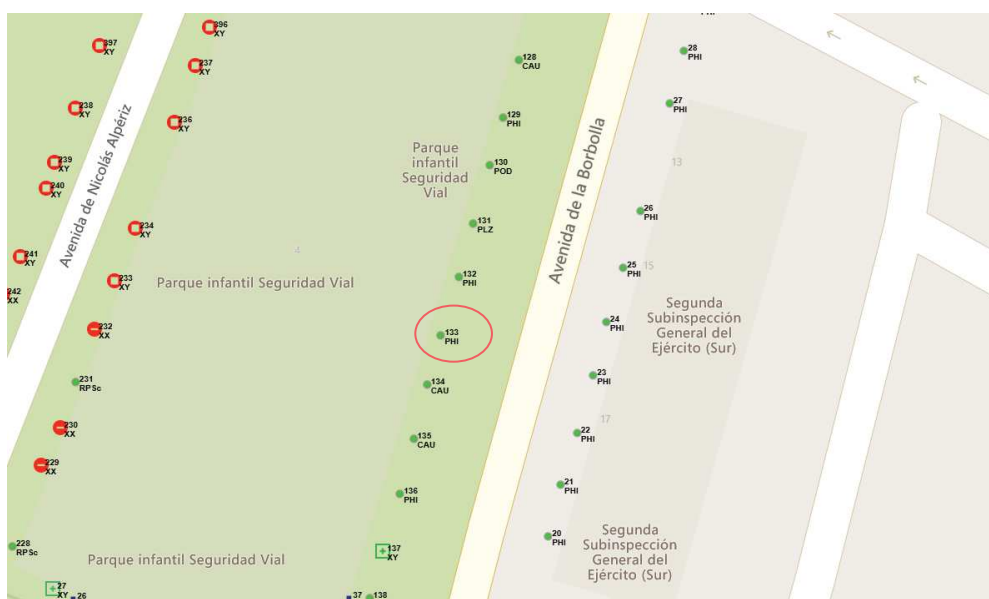 PHI
396
XY
397
XY
237
XY
128
CAU
28
PHI
27
PHI
238
XY
236
XY
129
PHI
Avenida de Nicolás Alpériz
Parque
infantil
Seguridad
Vial
130
POD
Avenida de la Borbolla
13
239
XY
240
XY
26
PHI
131
PLZ
234
XY
4
241
XY
25
PHI
15
132
PHI
233
XY
Parque infantil Seguridad Vial
242
XX
Segunda
Subinspección
General del
Ejército (Sur)
24
PHI
133
PHI
232
XX
23
PHI
231
RPSc
134
CAU
17
230
XX
22
PHI
135
CAU
229
XX
21
PHI
136
PHI
20
PHI
Segunda
Subinspección
General del
Ejército (Sur)
228
RPSc
137
XY
Parque infantil Seguridad Vial
27
XY
26
37
138